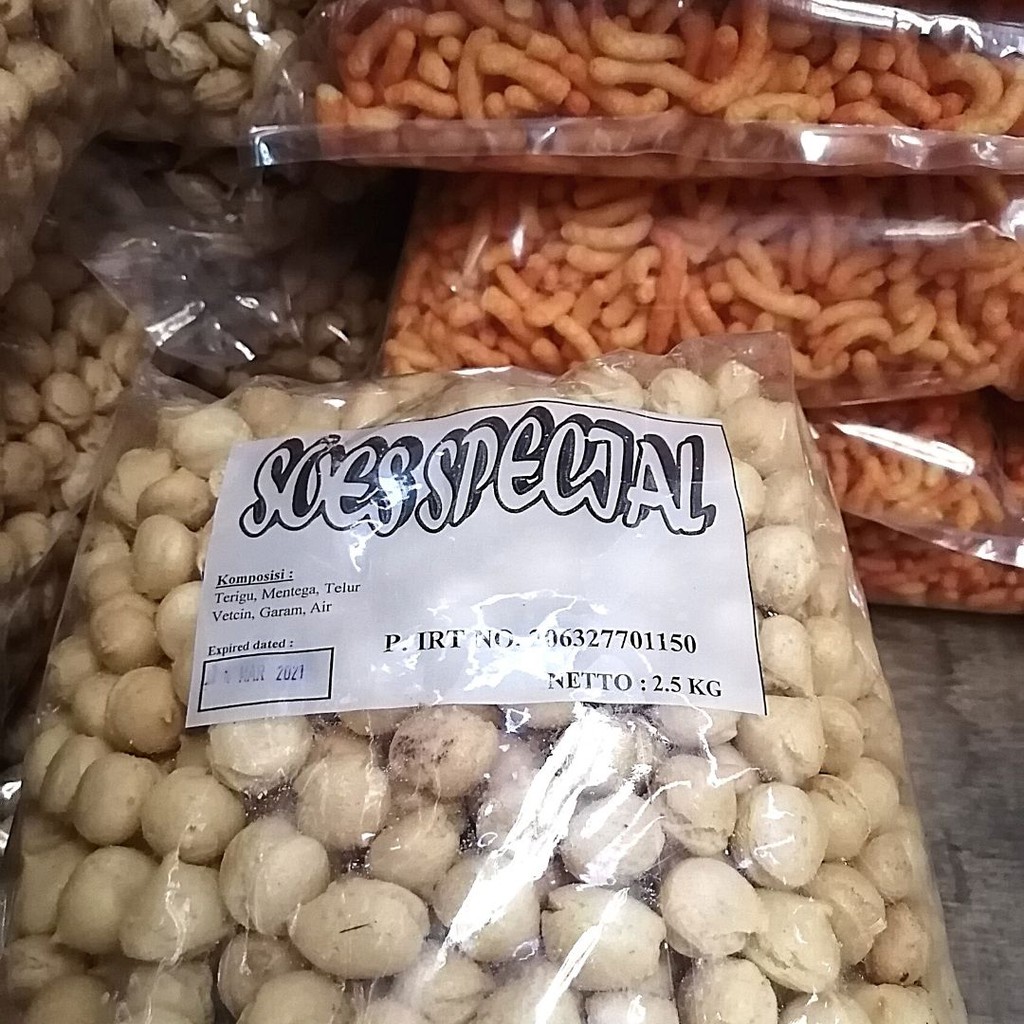 SOES SPECIAL
Komposisi :
Terigu, Mentega, Telur
Vetcin, Garam, Air
Expired dated :
MAR 2021
P. IRT NO. 206327701150
NETTO : 2.5 KG